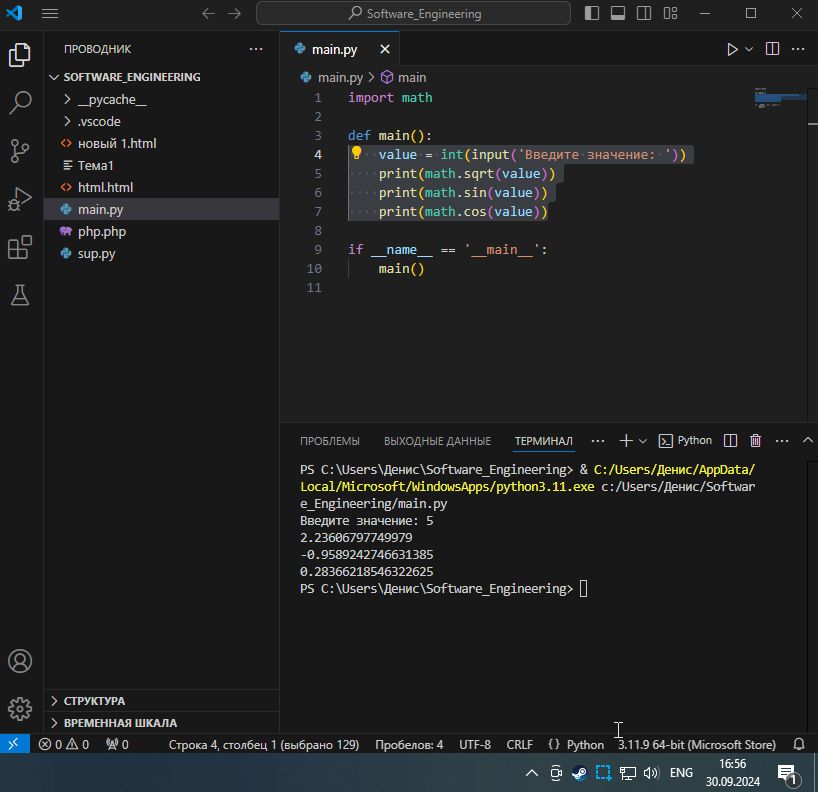 Software_Engineering
ПРОВОДНИК
SOFTWARE_ENGINEERING
__pycache__
.vscode
новый 1.html
Тема1
html.html
main.py
php.php
sup.py
СТРУКТУРА
ВРЕМЕННАЯ ШКАЛА
main.py
main.py > main
1 import math
2
3 def main():
4 value = int(input('Введите значение: '))
5 print(math.sqrt(value))
6 print(math.sin(value))
7 print(math.cos(value))
8
9 if __name__ == '__main__':
10 main()
11
ПРОБЛЕМЫ ВЫХОДНЫЕ ДАННЫЕ ТЕРМИНАЛ Python
PS C:\Users\Денис\Software_Engineering> & C:/Users/Денис/AppData/
Local/Microsoft/WindowsApps/python3.11.exe c:/Users/Денис/Softwar
e_Engineering/main.py
Введите значение: 5
2.23606797749979
-0.9589242746631385
0.28366218546322625
PS C:\Users\Денис\Software_Engineering>
0 0 0 Строка 4, столбец 1 (выбрано 129) Пробелов: 4 UTF-8 CRLF {} Python 3.11.9 64-bit (Microsoft Store)
ENG 16:56
30.09.2024
1